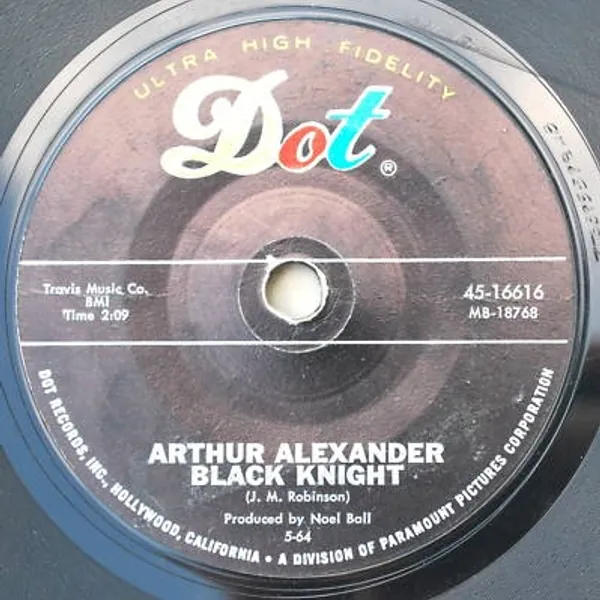 ULTRA HIGH FIDELITY
Dot®
Travis Music Co.
BMI
Time 2:09
45-16616
MB-18768
ARTHUR ALEXANDER
BLACK KNIGHT
(J. M. Robinson)
Produced by Noel Ball
5-64
DOT RECORDS, INC., HOLLYWOOD, CALIFORNIA • A DIVISION OF PARAMOUNT PICTURES CORPORATION